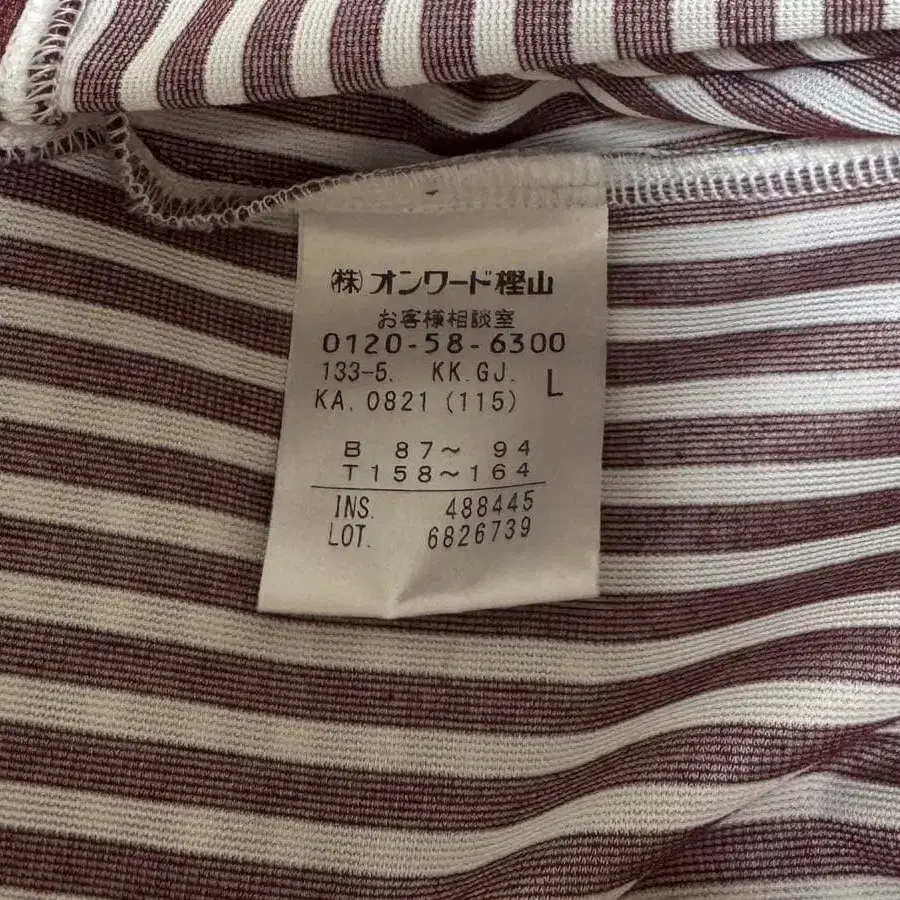 (株)オンワード樫山
お客様相談室
0120-58-6300
133-5. KK.GJ. L
KA.0821(115)
B 87〜 94
T158〜164
INS. 488445
LOT. 6826739